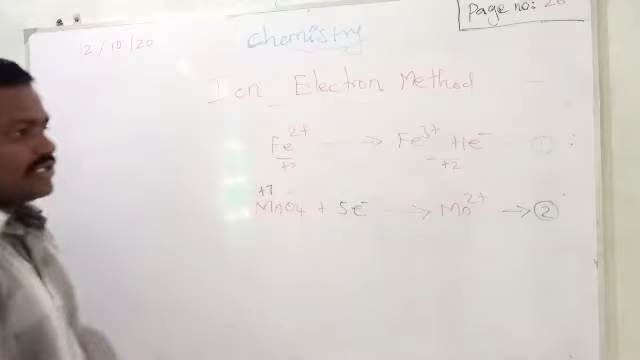 Page no: 26
12/10/20
Chemistry
Ion Electron Method
Fe2+ → Fe3+ +1e- 1
+2 +2
+7
MnO4 + 5e- → Mn2+ → 2